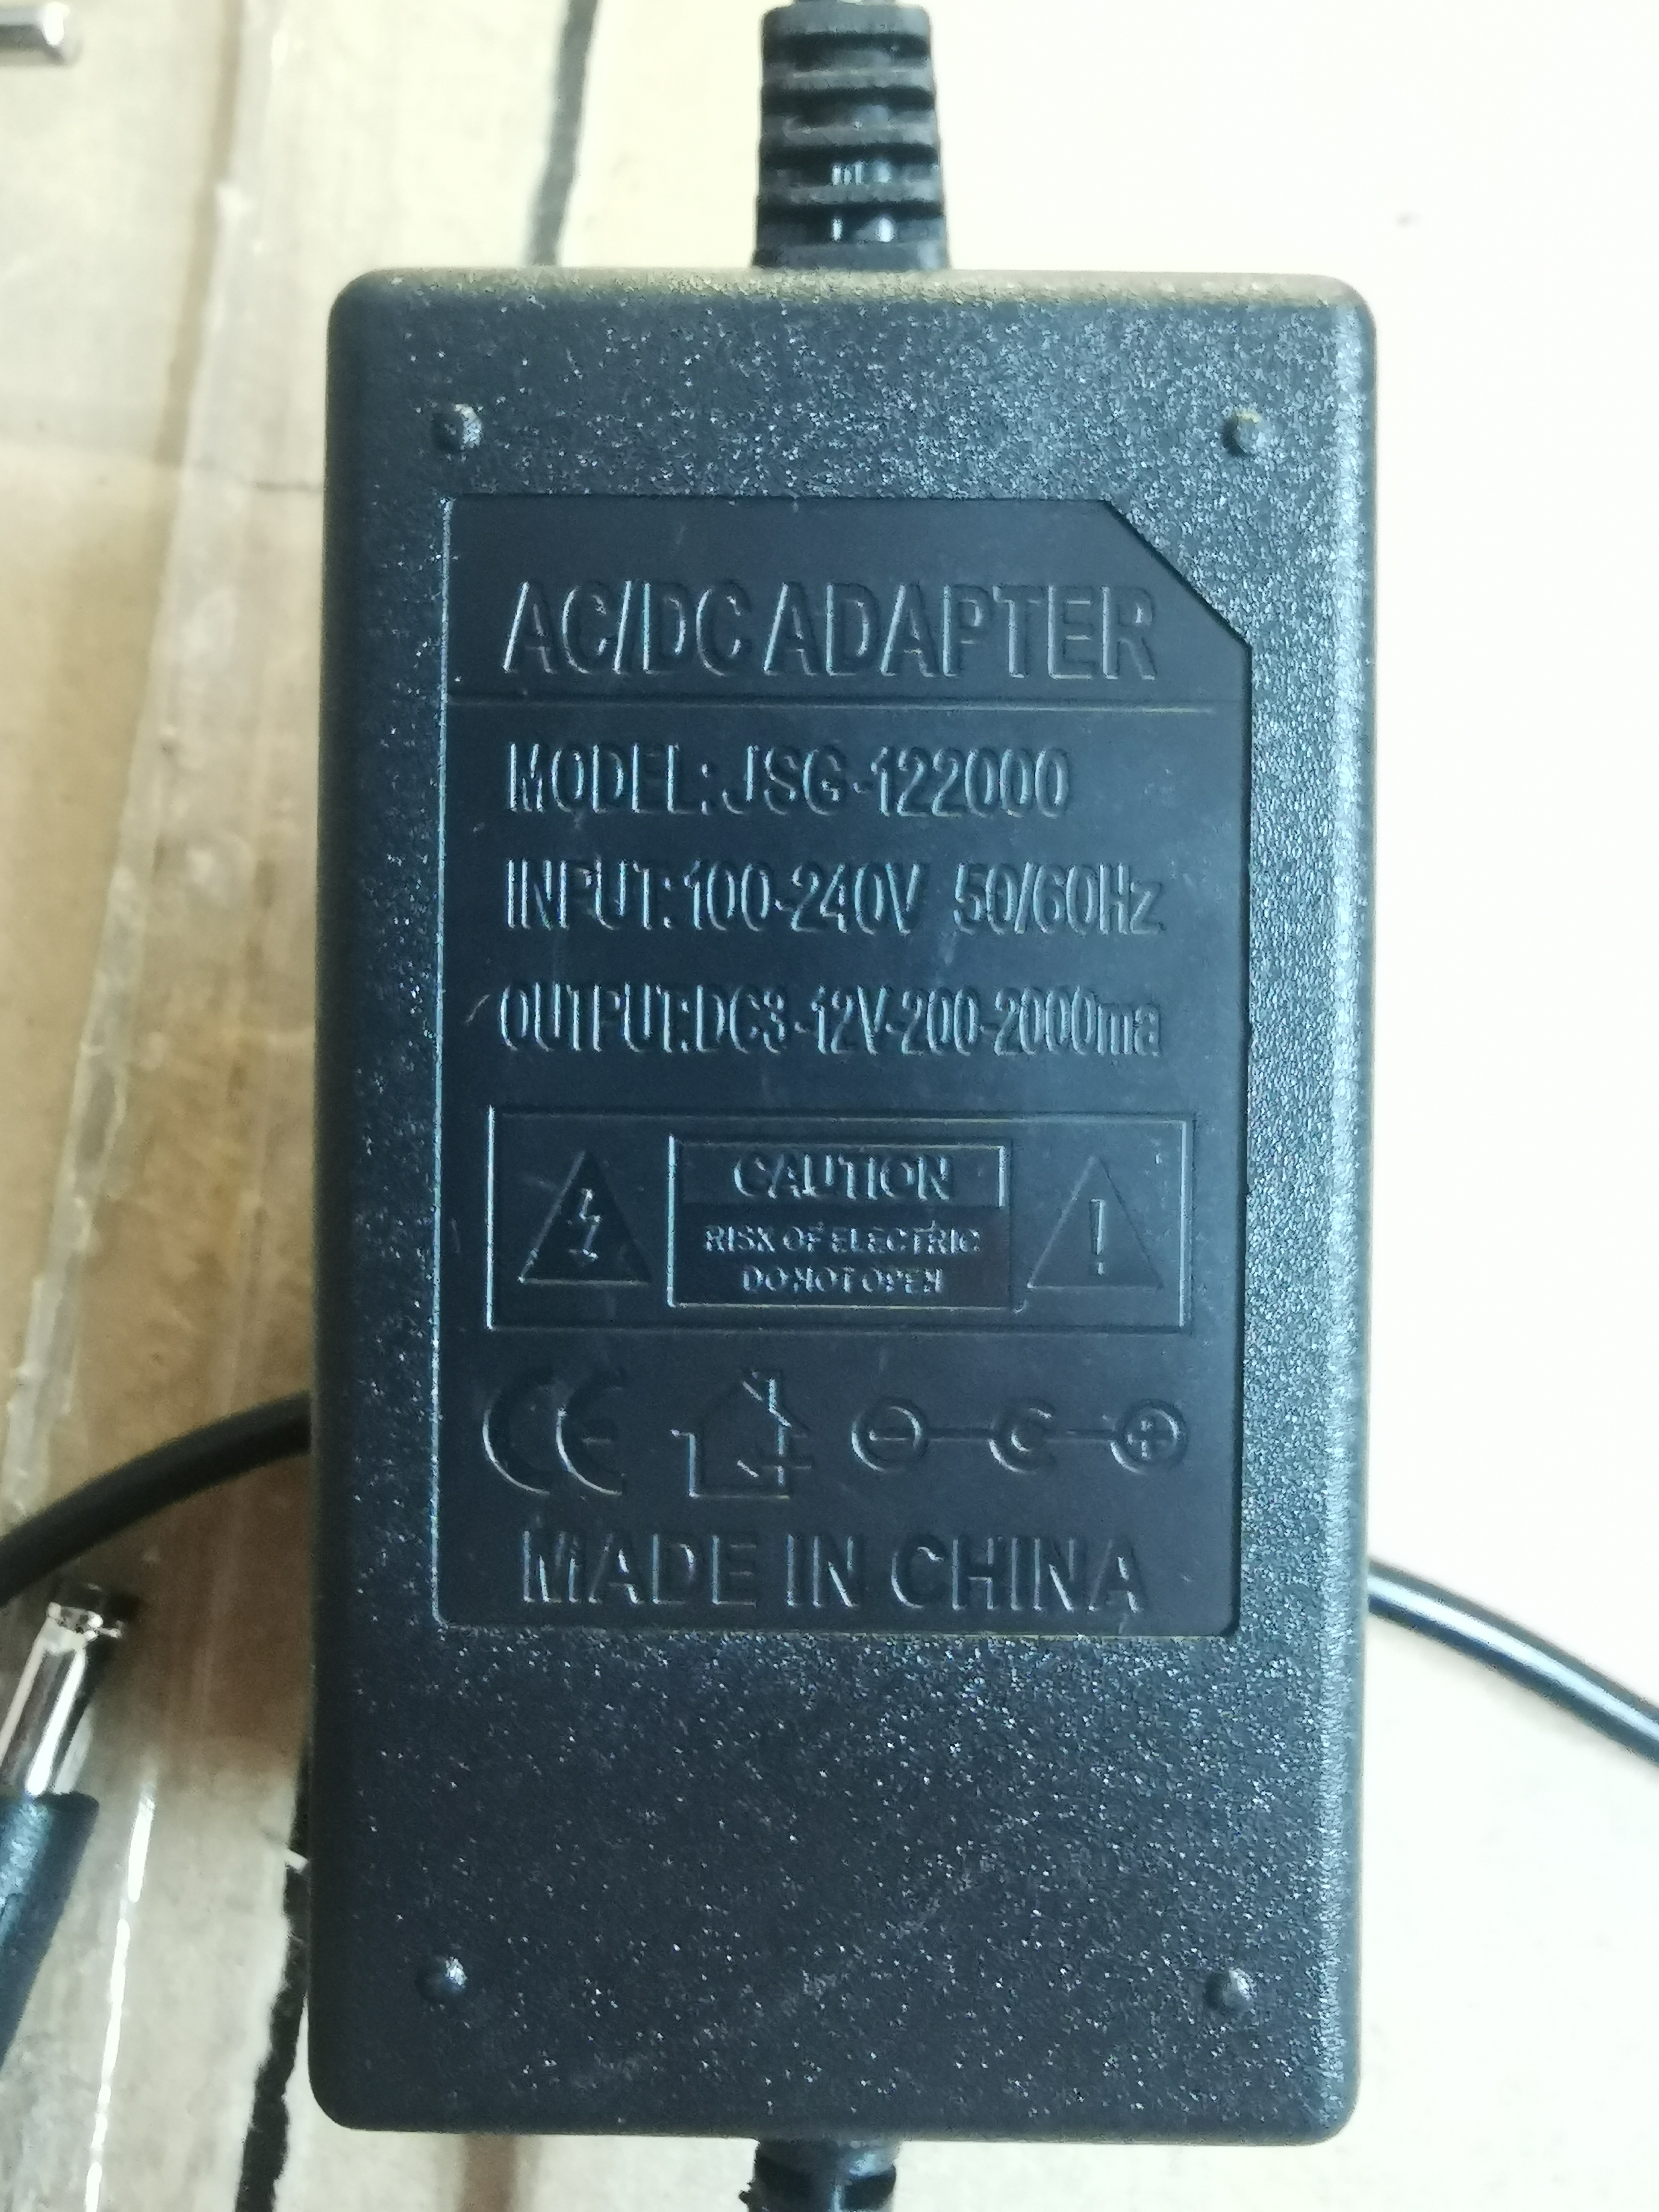 AC/DC ADAPTER
MODEL:JSG-122000
INPUT:100-240V 50/60Hz
OUTPUT:DC3-12V-200-2000ma
CAUTION
RISK OF ELECTRIC
DO NOT OPEN
CE
MADE IN CHINA